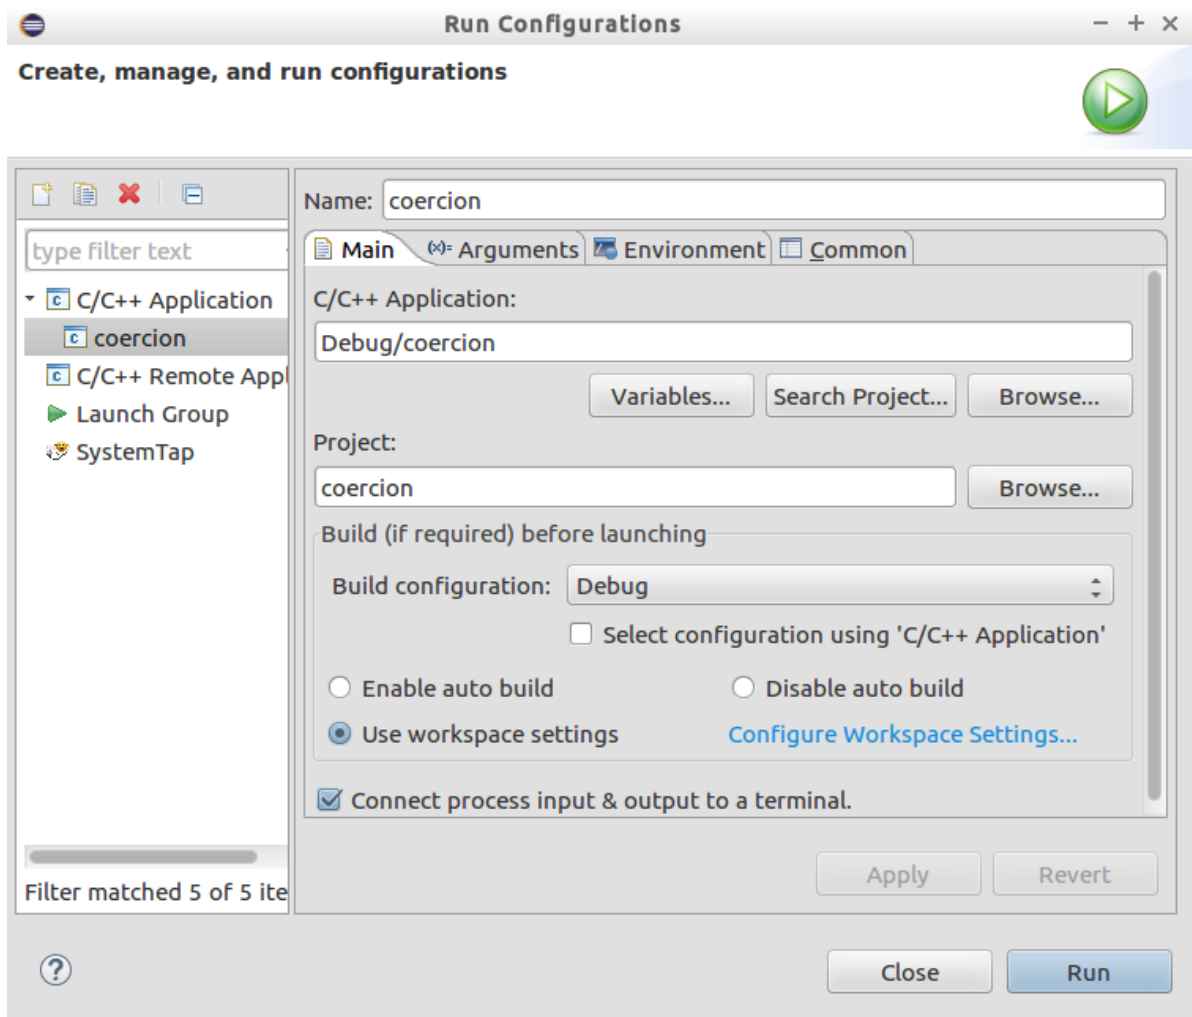 Run Configurations
Create, manage, and run configurations
type filter text
C/C++ Application
coercion
C/C++ Remote Appl
Launch Group
SystemTap
Filter matched 5 of 5 ite
Name: coercion
Main (x)= Arguments Environment Common
C/C++ Application:
Debug/coercion
Variables... Search Project... Browse...
Project:
coercion Browse...
Build (if required) before launching
Build configuration: Debug
Select configuration using 'C/C++ Application'
Enable auto build Disable auto build
Use workspace settings Configure Workspace Settings...
Connect process input & output to a terminal.
Apply Revert
Close Run